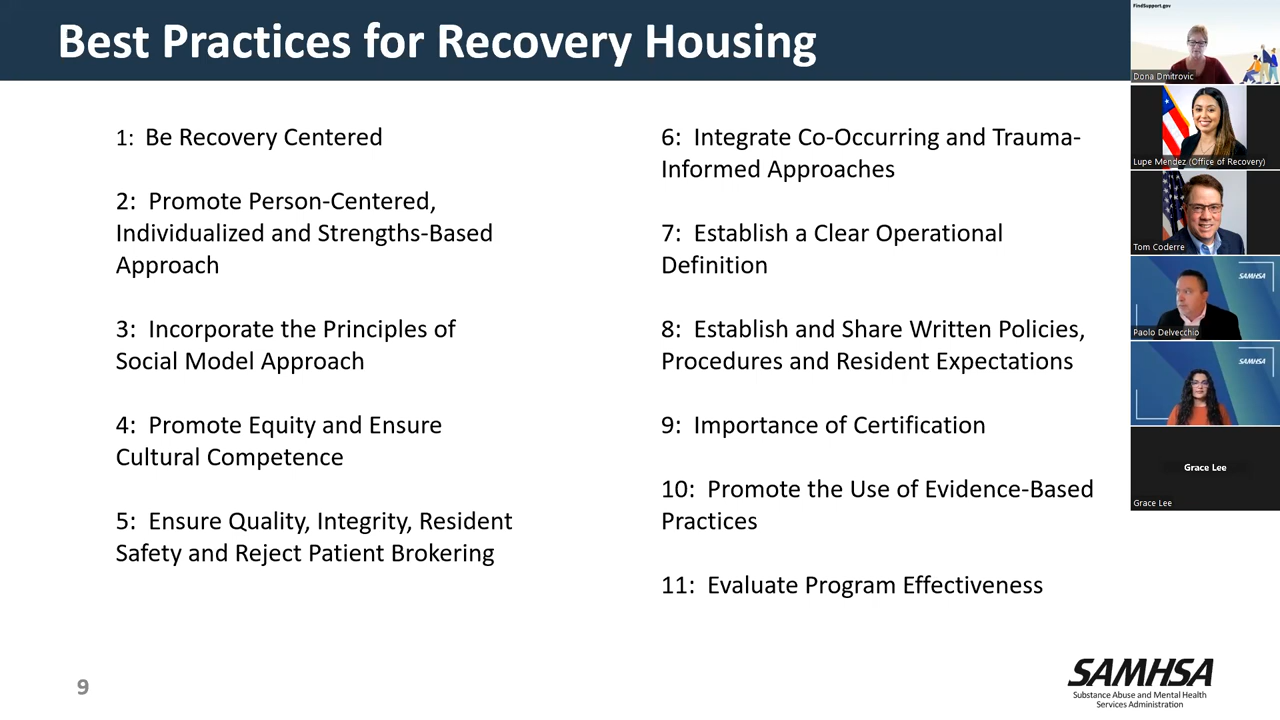 Best Practices for Recovery Housing
1: Be Recovery Centered
2: Promote Person-Centered,
Individualized and Strengths-Based
Approach
3: Incorporate the Principles of
Social Model Approach
4: Promote Equity and Ensure
Cultural Competence
5: Ensure Quality, Integrity, Resident
Safety and Reject Patient Brokering
6: Integrate Co-Occurring and Trauma-
Informed Approaches
7: Establish a Clear Operational
Definition
8: Establish and Share Written Policies,
Procedures and Resident Expectations
9: Importance of Certification
10: Promote the Use of Evidence-Based
Practices
11: Evaluate Program Effectiveness
9
SAMHSA
Substance Abuse and Mental Health
Services Administration
FindSupport.gov
Dona Dmitrovic
Lupe Mendez (Office of Recovery)
Tom Coderre
SAMHSA
Paolo Delvecchio
SAMHSA
Grace Lee
Grace Lee